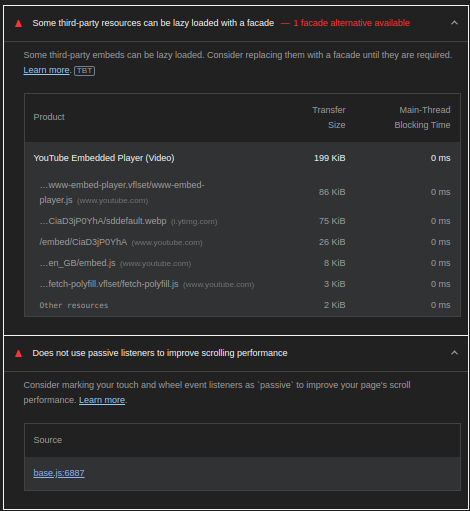 Some third-party resources can be lazy loaded with a facade — 1 facade alternative available
Some third-party embeds can be lazy loaded. Consider replacing them with a facade until they are required.
Learn more. TBT
Product Transfer Size Main-Thread Blocking Time
YouTube Embedded Player (Video) 199 KiB 0 ms
…www-embed-player.vflset/www-embed-
player.js (www.youtube.com) 86 KiB 0 ms
…CiaD3jP0YhA/sddefault.webp (i.ytimg.com) 75 KiB 0 ms
/embed/CiaD3jP0YhA (www.youtube.com) 26 KiB 0 ms
…en_GB/embed.js (www.youtube.com) 8 KiB 0 ms
…fetch-polyfill.vflset/fetch-polyfill.js (www.youtube.com) 3 KiB 0 ms
Other resources 2 KiB 0 ms
Does not use passive listeners to improve scrolling performance
Consider marking your touch and wheel event listeners as `passive` to improve your page's scroll
performance. Learn more.
Source
base.js:6887